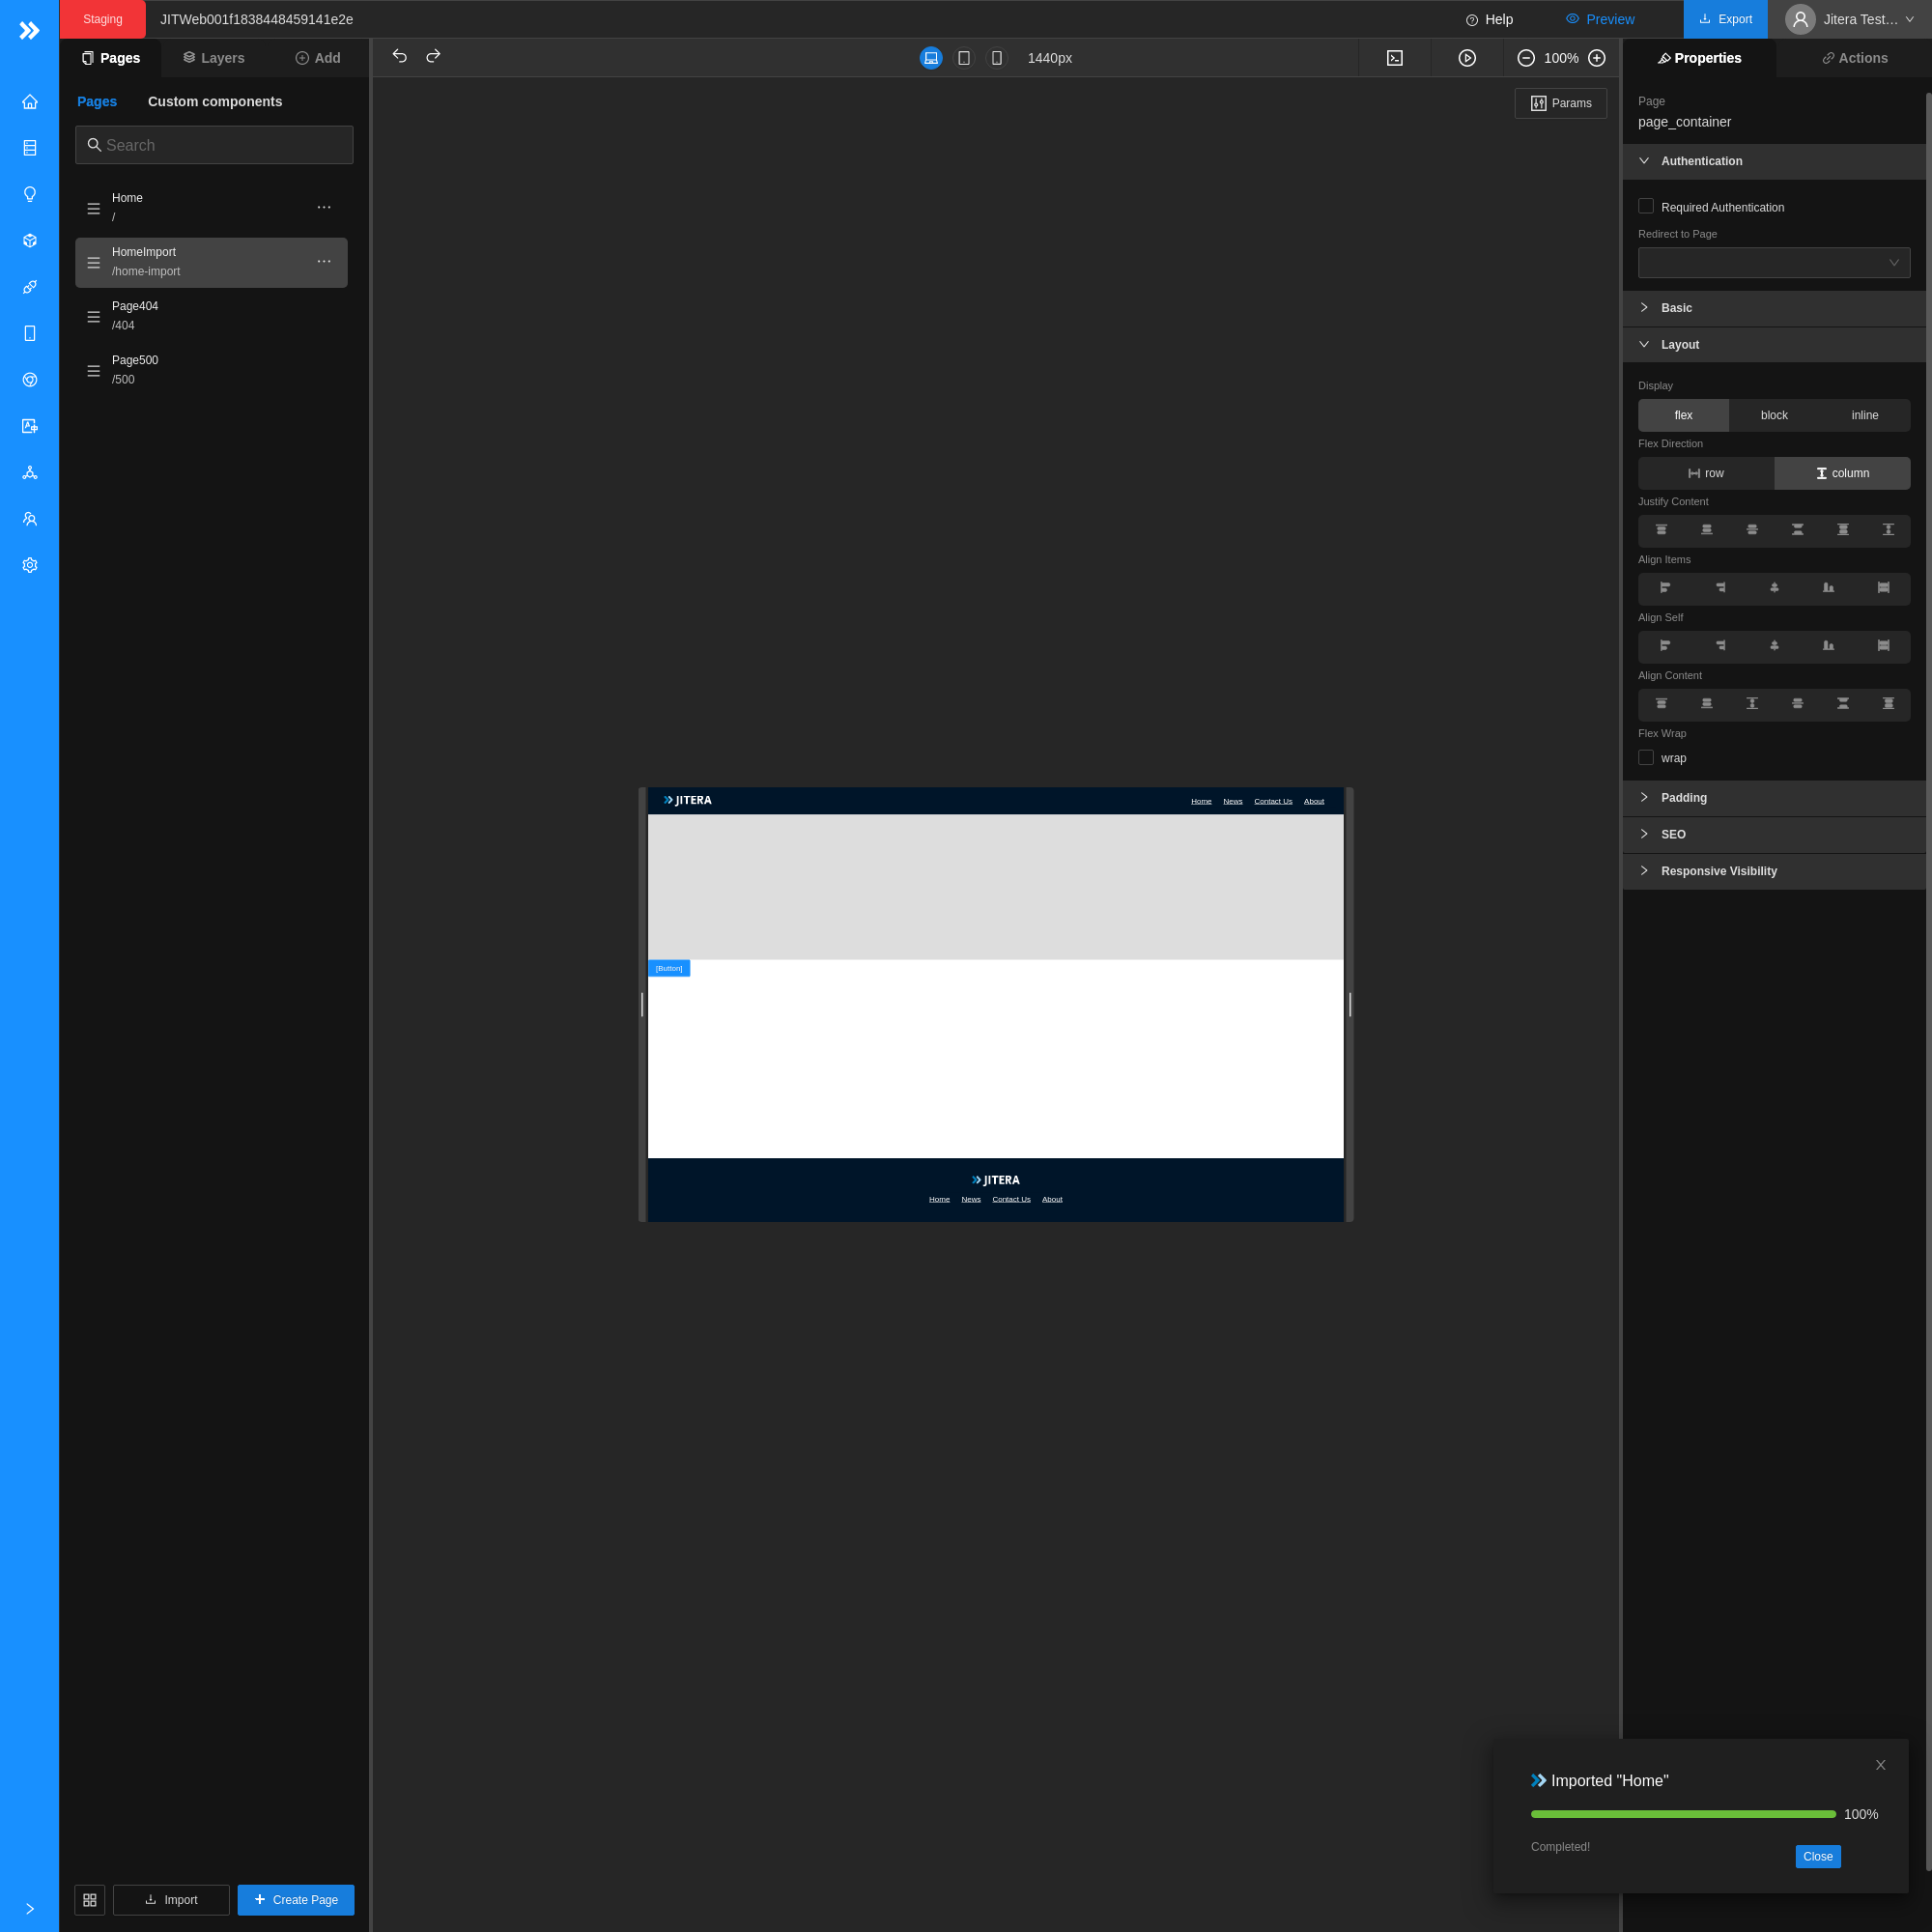 Staging
JITWeb001f1838448459141e2e
Help
Preview
Export
Jitera Test...
Pages
Layers
Add
1440px
100%
Properties
Actions
Pages
Custom components
Search
Home
/
HomeImport
/home-import
Page404
/404
Page500
/500
Params
Page
page_container
Authentication
Required Authentication
Redirect to Page
Basic
Layout
Display
flex
block
inline
Flex Direction
row
column
Justify Content
Align Items
Align Self
Align Content
Flex Wrap
wrap
Padding
SEO
Responsive Visibility
JITERA
Home News Contact Us About
[Button]
JITERA
Home News Contact Us About
Imported "Home"
100%
Completed!
Close
Import
Create Page